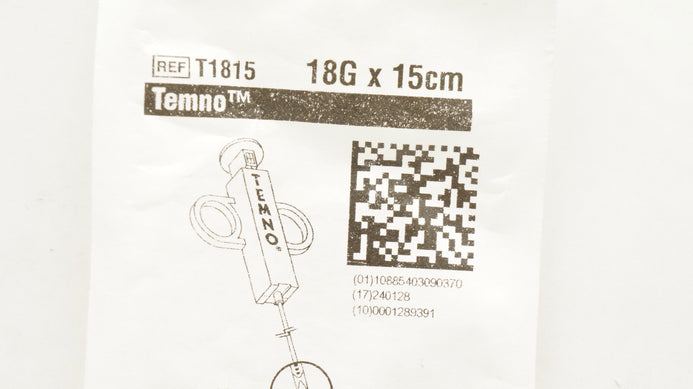 REF T1815 18G x 15cm
Temno™
TEMNO®
(01)10885403090370
(17)240128
(10)0001289391